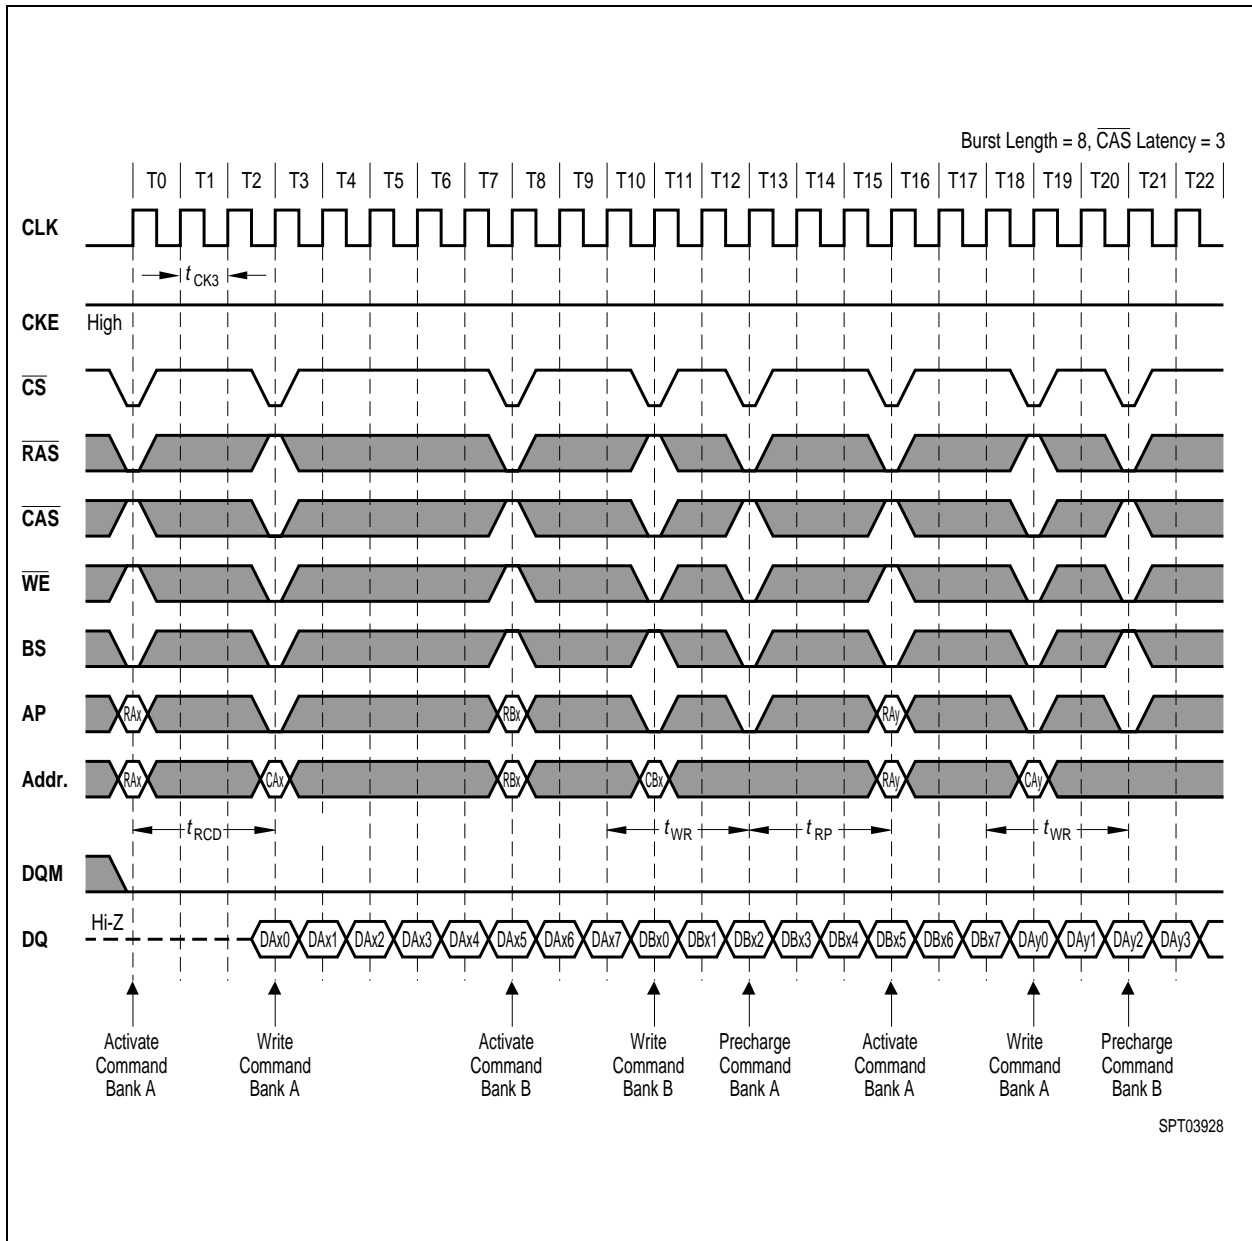 Burst Length = 8, CAS Latency = 3
T0 T1 T2 T3 T4 T5 T6 T7 T8 T9 T10 T11 T12 T13 T14 T15 T16 T17 T18 T19 T20 T21 T22
CLK
t CK3
CKE High
CS
RAS
CAS
WE
BS
AP RAx RBx RAy
Addr. RAx CAx RBx CBx RAy CAy
t RCD t WR t RP t WR
DQM
Hi-Z
DQ DAx0 DAx1 DAx2 DAx3 DAx4 DAx5 DAx6 DAx7 DBx0 DBx1 DBx2 DBx3 DBx4 DBx5 DBx6 DBx7 DAy0 DAy1 DAy2 DAy3
Activate Write Activate Write Precharge Activate Write Precharge
Command Command Command Command Command Command Command Command
Bank A Bank A Bank B Bank B Bank A Bank A Bank A Bank B
SPT03928